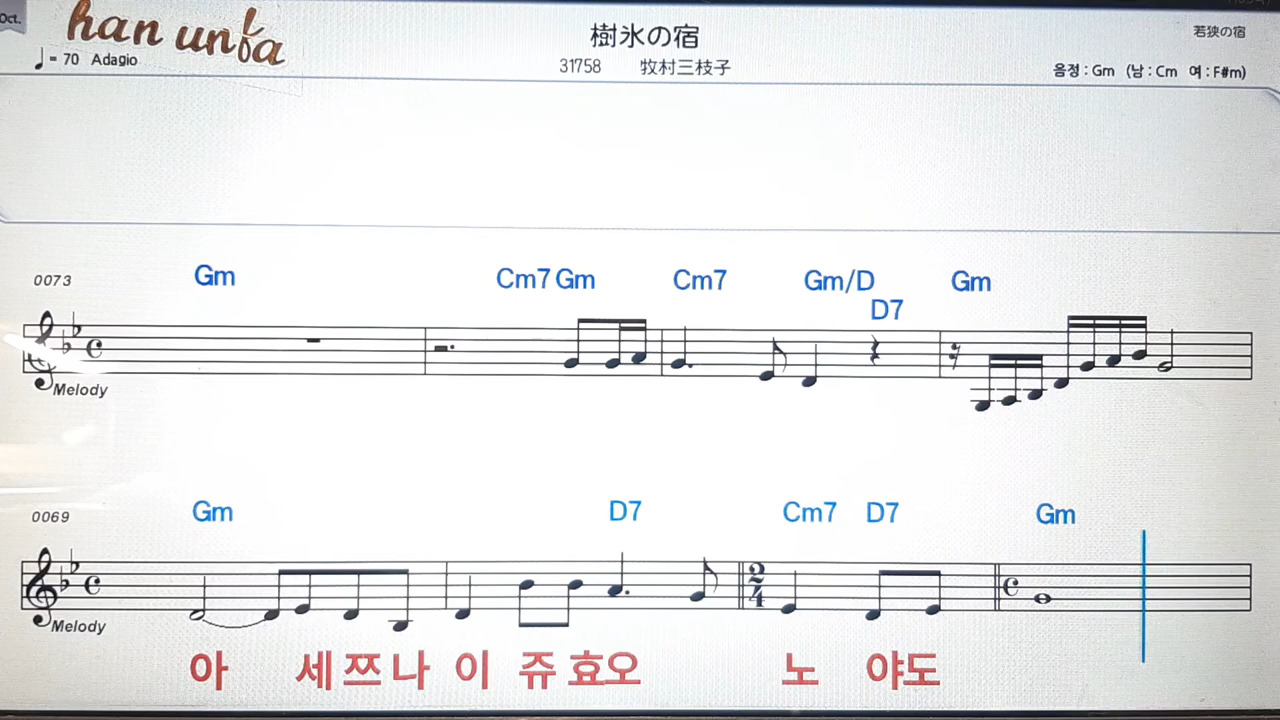 Oct.
han unfa
♩= 70 Adagio
樹氷の宿
31758 牧村三枝子
若狭の宿
음정 : Gm (남 : Cm 여 : F#m)
0073
Gm Cm7 Gm Cm7 Gm/D Gm
D7
Melody
0069
Gm D7 Cm7 D7 Gm
2
4
Melody
아 세 쯔 나 이 쥬 효 오 노 야 도